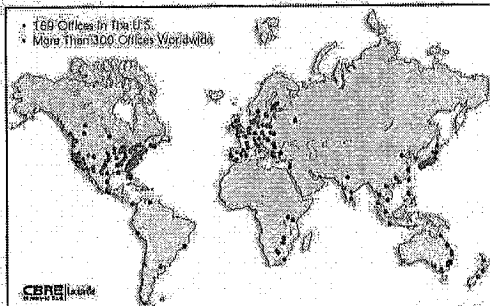 • 169 Offices In The U.S.
• More Than 300 Offices Worldwide
CBRE